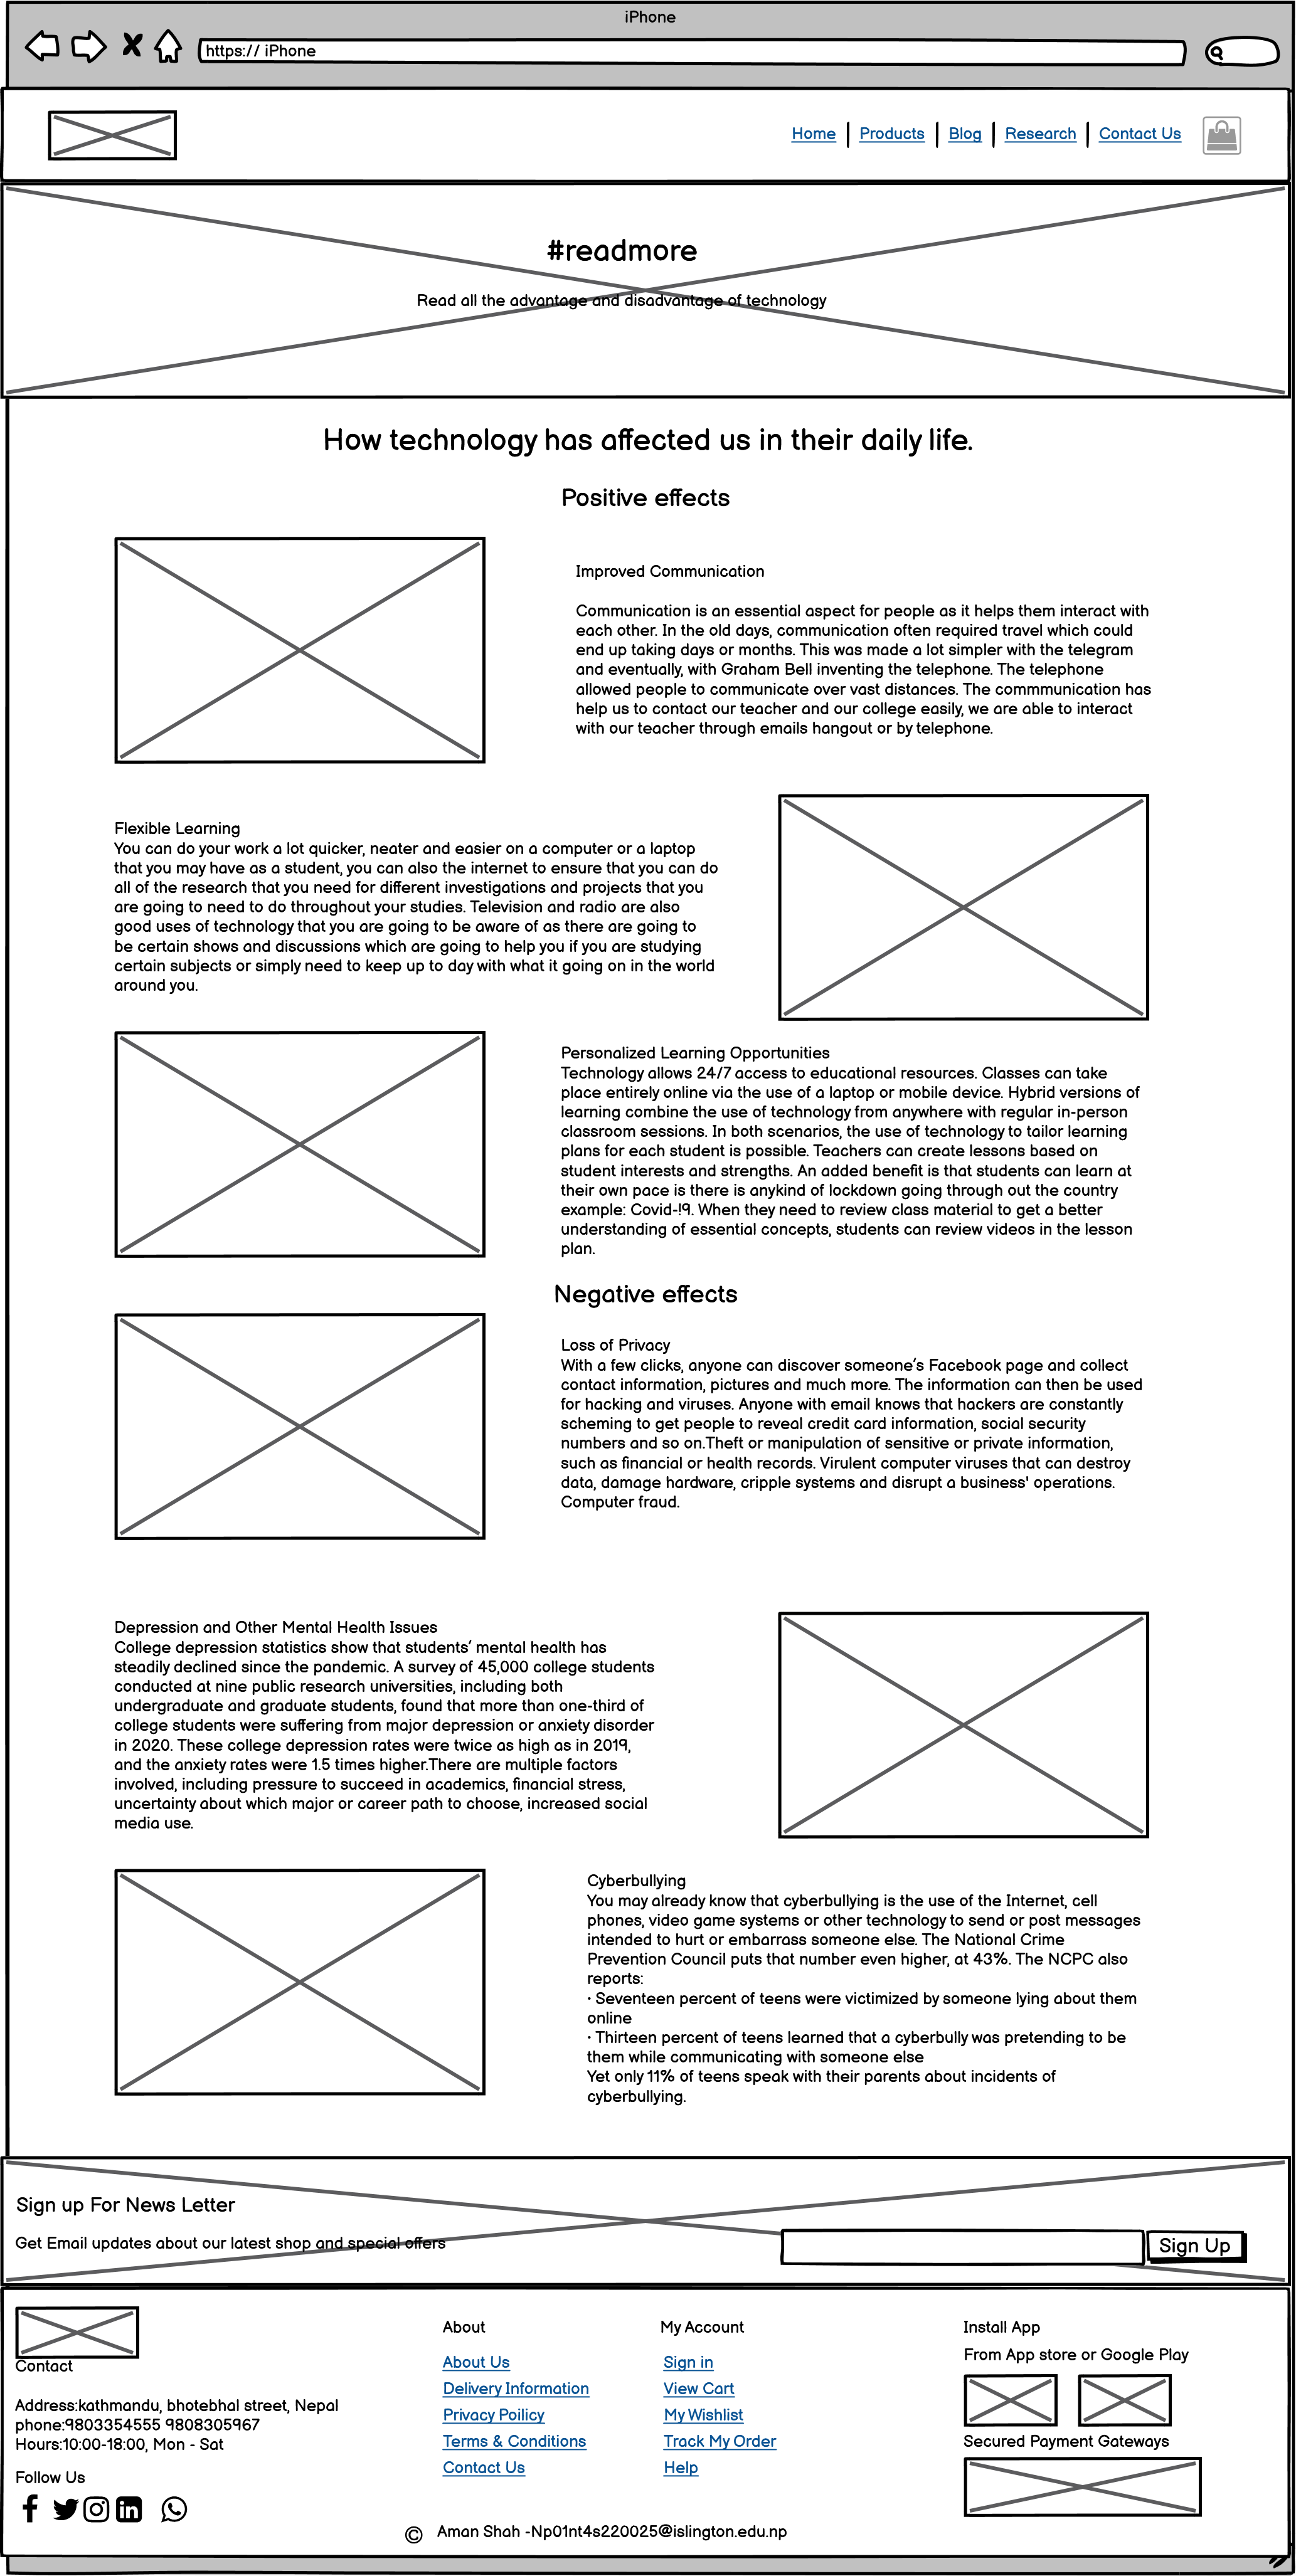 iPhone
https:// iPhone
Home
Products
Blog
Research
Contact Us
#readmore
Read all the advantage and disadvantage of technology
How technology has affected us in their daily life.
Positive effects
Improved Communication
Communication is an essential aspect for people as it helps them interact with
each other. In the old days, communication often required travel which could
end up taking days or months. This was made a lot simpler with the telegram
and eventually, with Graham Bell inventing the telephone. The telephone
allowed people to communicate over vast distances. The commmunication has
help us to contact our teacher and our college easily, we are able to interact
with our teacher through emails hangout or by telephone.
Flexible Learning
You can do your work a lot quicker, neater and easier on a computer or a laptop
that you may have as a student, you can also the internet to ensure that you can do
all of the research that you need for different investigations and projects that you
are going to need to do throughout your studies. Television and radio are also
good uses of technology that you are going to be aware of as there are going to
be certain shows and discussions which are going to help you if you are studying
certain subjects or simply need to keep up to day with what it going on in the world
around you.
Personalized Learning Opportunities
Technology allows 24/7 access to educational resources. Classes can take
place entirely online via the use of a laptop or mobile device. Hybrid versions of
learning combine the use of technology from anywhere with regular in-person
classroom sessions. In both scenarios, the use of technology to tailor learning
plans for each student is possible. Teachers can create lessons based on
student interests and strengths. An added benefit is that students can learn at
their own pace is there is anykind of lockdown going through out the country
example: Covid-!9. When they need to review class material to get a better
understanding of essential concepts, students can review videos in the lesson
plan.
Negative effects
Loss of Privacy
With a few clicks, anyone can discover someone’s Facebook page and collect
contact information, pictures and much more. The information can then be used
for hacking and viruses. Anyone with email knows that hackers are constantly
scheming to get people to reveal credit card information, social security
numbers and so on.Theft or manipulation of sensitive or private information,
such as financial or health records. Virulent computer viruses that can destroy
data, damage hardware, cripple systems and disrupt a business' operations.
Computer fraud.
Depression and Other Mental Health Issues
College depression statistics show that students’ mental health has
steadily declined since the pandemic. A survey of 45,000 college students
conducted at nine public research universities, including both
undergraduate and graduate students, found that more than one-third of
college students were suffering from major depression or anxiety disorder
in 2020. These college depression rates were twice as high as in 2019,
and the anxiety rates were 1.5 times higher.There are multiple factors
involved, including pressure to succeed in academics, financial stress,
uncertainty about which major or career path to choose, increased social
media use.
Cyberbullying
You may already know that cyberbullying is the use of the Internet, cell
phones, video game systems or other technology to send or post messages
intended to hurt or embarrass someone else. The National Crime
Prevention Council puts that number even higher, at 43%. The NCPC also
reports:
· Seventeen percent of teens were victimized by someone lying about them
online
· Thirteen percent of teens learned that a cyberbully was pretending to be
them while communicating with someone else
Yet only 11% of teens speak with their parents about incidents of
cyberbullying.
Sign up For News Letter
Get Email updates about our latest shop and special offers
Sign Up
Contact
Address:kathmandu, bhotebhal street, Nepal
phone:9803354555 9808305967
Hours:10:00-18:00, Mon - Sat
Follow Us
About
About Us
Delivery Information
Privacy Poilicy
Terms & Conditions
Contact Us
My Account
Sign in
View Cart
My Wishlist
Track My Order
Help
Install App
From App store or Google Play
Secured Payment Gateways
© Aman Shah -Np01nt4s220025@islington.edu.np